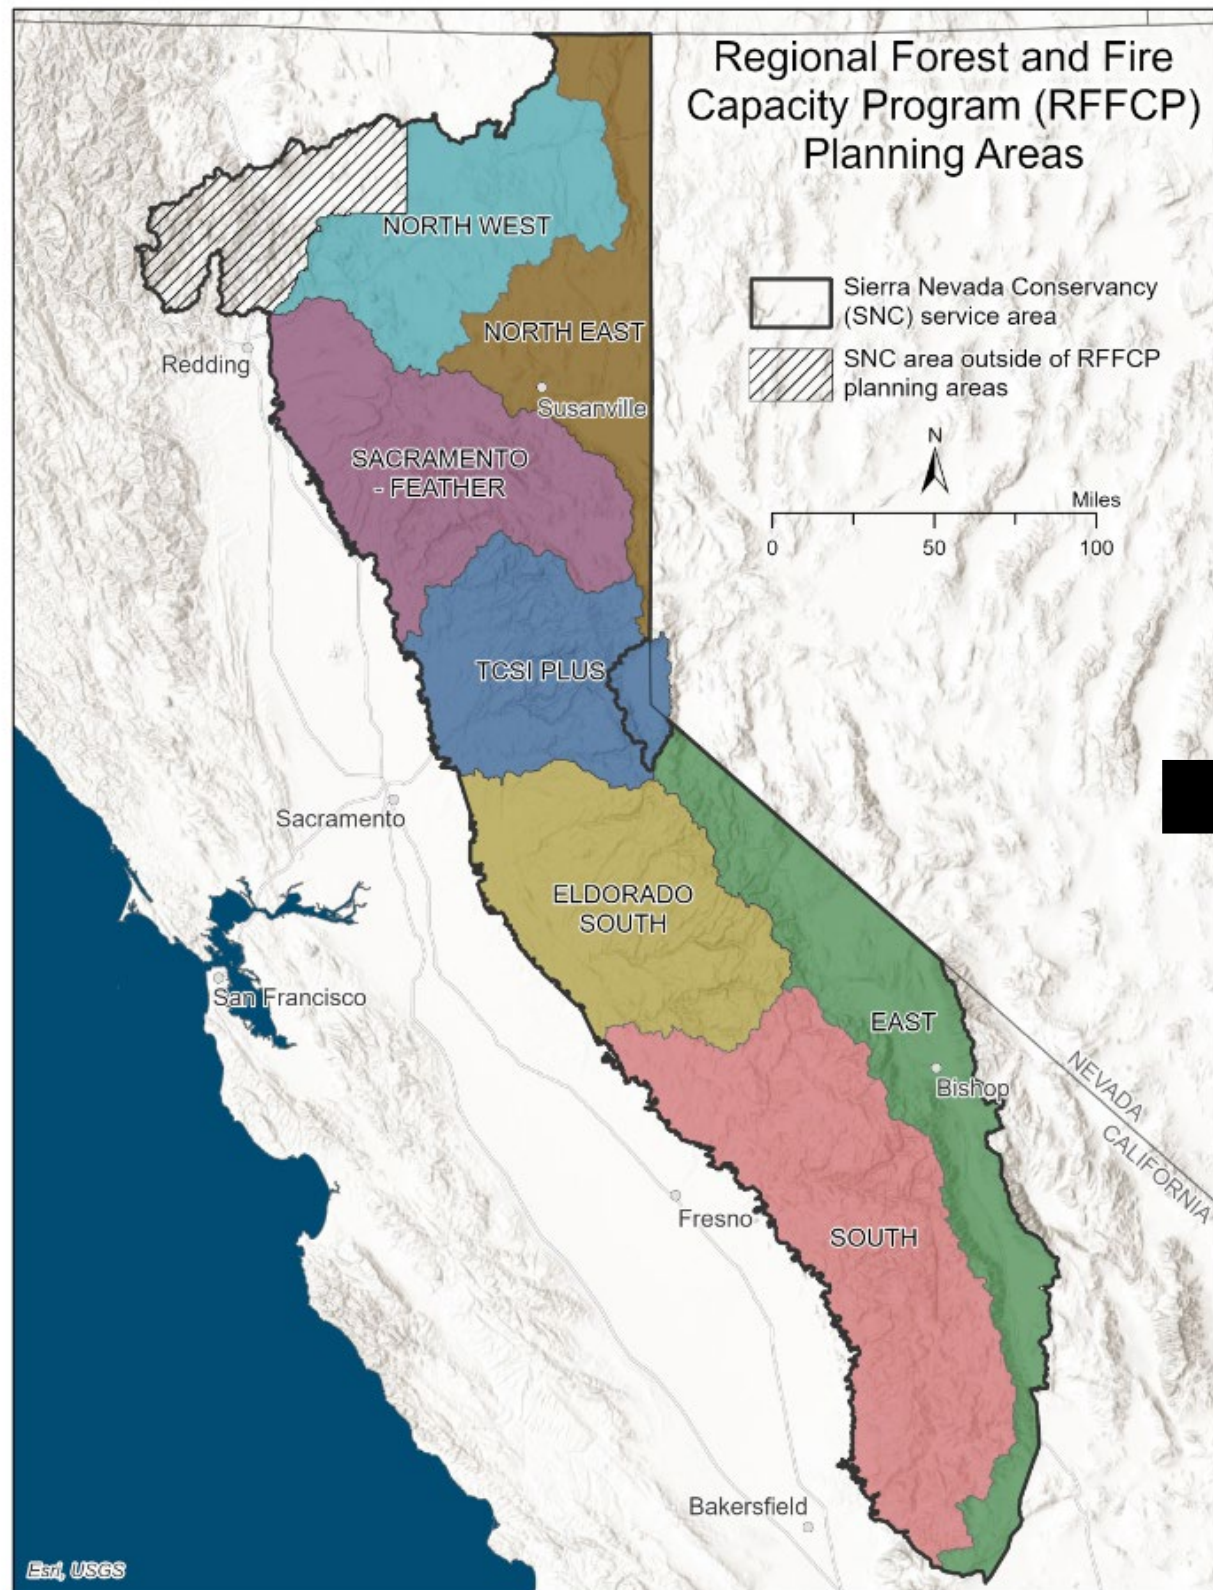 Regional Forest and Fire
Capacity Program (RFFCP)
Planning Areas
NORTH WEST
Sierra Nevada Conservancy
(SNC) service area
NORTH EAST
SNC area outside of RFFCP
planning areas
Redding
Susanville
N
SACRAMENTO
- FEATHER
Miles
0 50 100
TCSI PLUS
Sacramento
ELDORADO
SOUTH
San Francisco
EAST
Bishop
NEVADA
CALIFORNIA
Fresno
SOUTH
Bakersfield
Esri, USGS